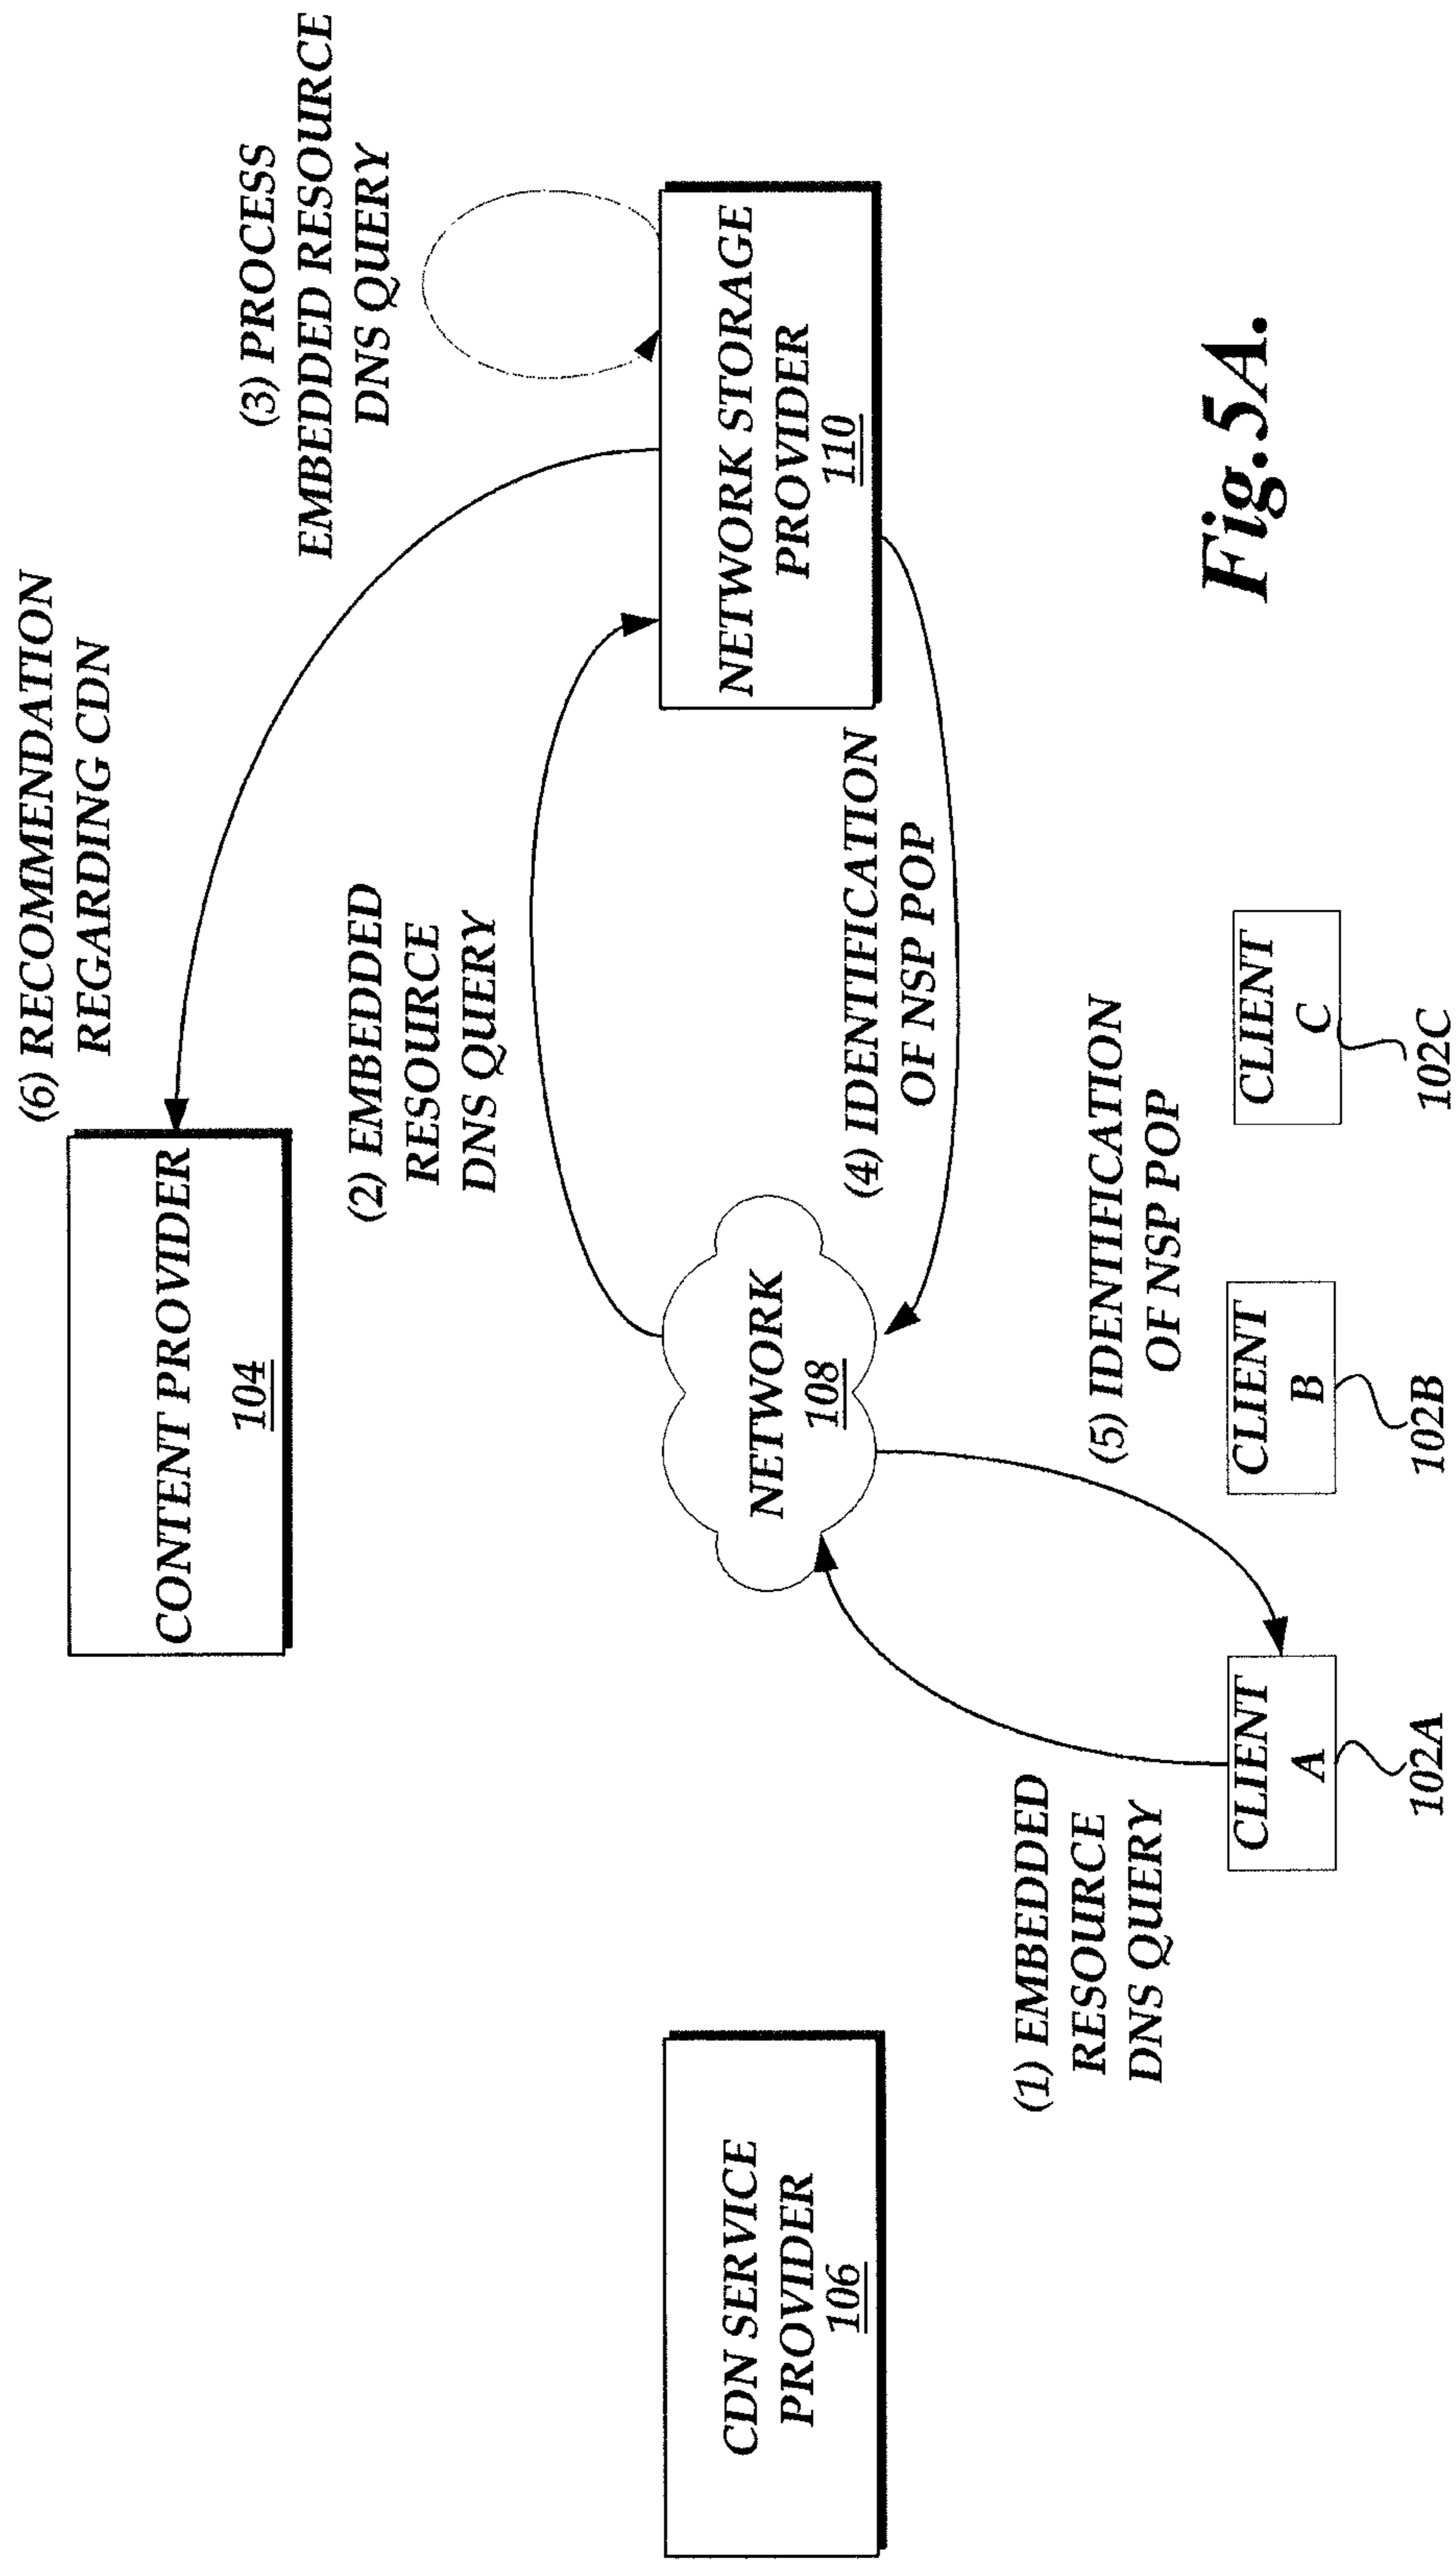 CONTENT PROVIDER
104
(6) RECOMMENDATION
REGARDING CDN
(3) PROCESS
EMBEDDED RESOURCE
DNS QUERY
(2) EMBEDDED
RESOURCE
DNS QUERY
CDN SERVICE
PROVIDER
106
NETWORK
108
NETWORK STORAGE
PROVIDER
110
(4) IDENTIFICATION
OF NSP POP
(1) EMBEDDED
RESOURCE
DNS QUERY
(5) IDENTIFICATION
OF NSP POP
CLIENT
A
102A
CLIENT
B
102B
CLIENT
C
102C
Fig.5A.